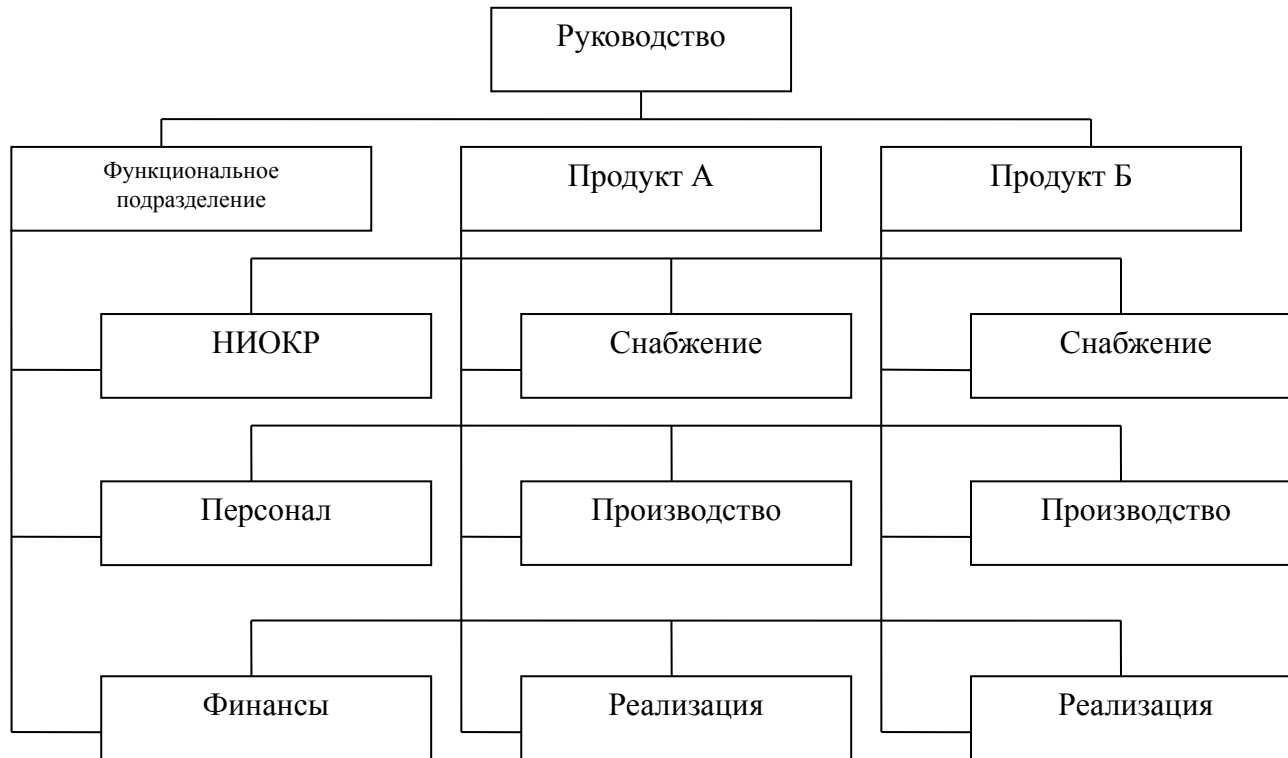 Руководство
Функциональное
подразделение
Продукт А
Продукт Б
НИОКР
Снабжение
Снабжение
Персонал
Производство
Производство
Финансы
Реализация
Реализация